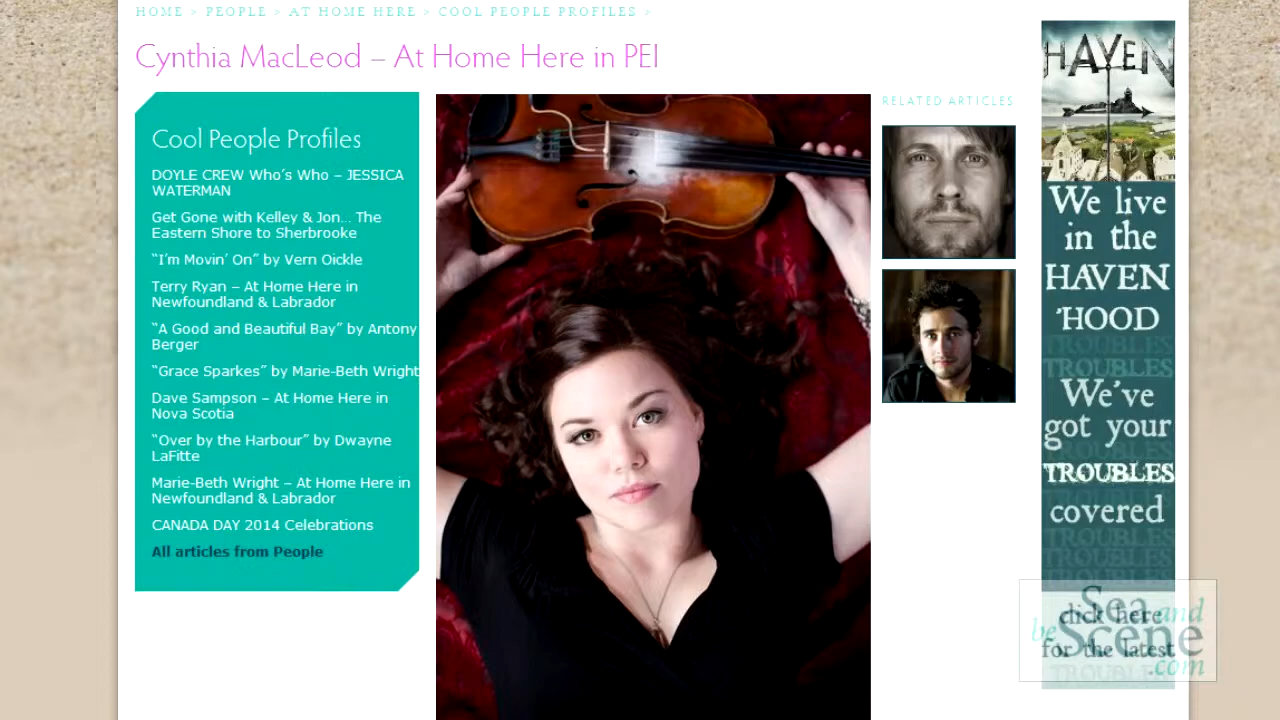 HOME > PEOPLE > AT HOME HERE > COOL PEOPLE PROFILES >
Cynthia MacLeod – At Home Here in PEI
Cool People Profiles
DOYLE CREW Who's Who – JESSICA
WATERMAN
Get Gone with Kelley & Jon... The
Eastern Shore to Sherbrooke
"I'm Movin' On" by Vern Oickle
Terry Ryan – At Home Here in
Newfoundland & Labrador
"A Good and Beautiful Bay" by Antony
Berger
"Grace Sparkes" by Marie-Beth Wright
Dave Sampson – At Home Here in
Nova Scotia
"Over by the Harbour" by Dwayne
LaFitte
Marie-Beth Wright – At Home Here in
Newfoundland & Labrador
CANADA DAY 2014 Celebrations
All articles from People
RELATED ARTICLES
HAVEN
We live
in the
HAVEN
'HOOD
TROUBLES
We've
got your
TROUBLES
covered
TROUBLES
TROUBLES
TROUBLES
click here
for the latest
TROUBLES
Sea and
be Scene
.com